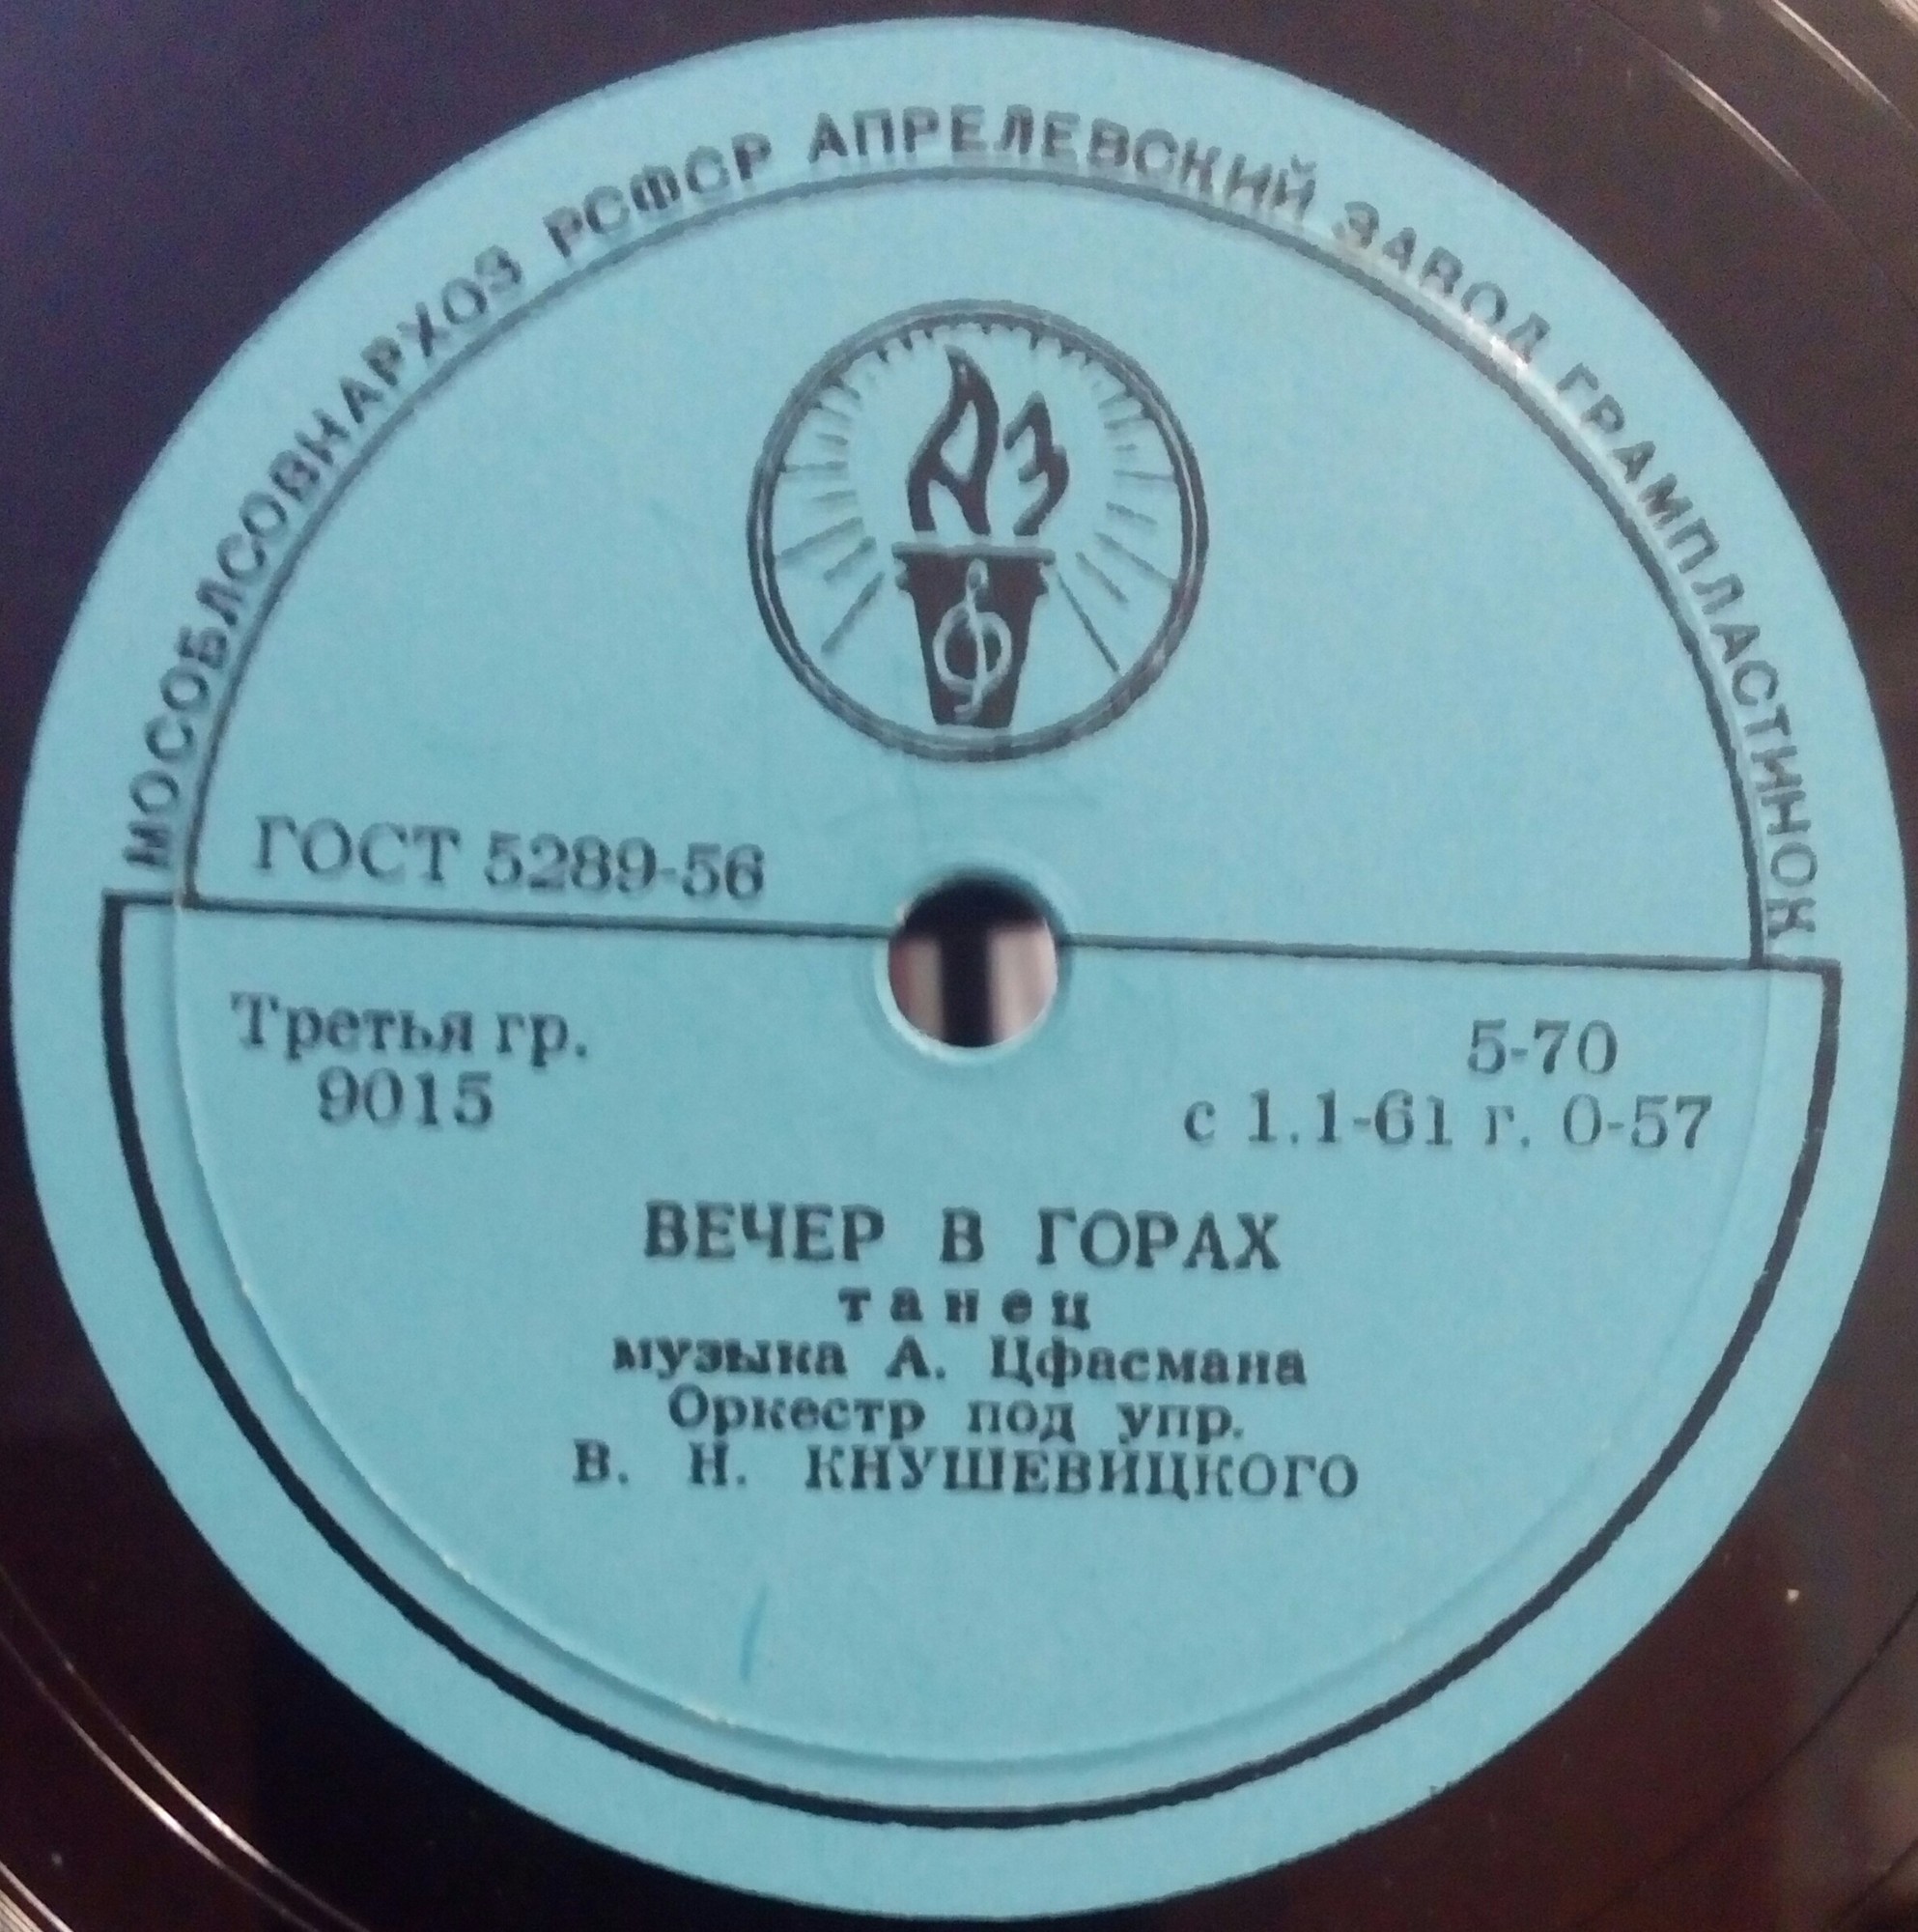 МОСОБЛСОВНАРХОЗ РСФСР АПРЕЛЕВСКИЙ ЗАВОД ГРАМПЛАСТИНОК
АЗ
ГОСТ 5289-56
Третья гр.
9015
5-70
с 1.1-61 г. 0-57
ВЕЧЕР В ГОРАХ
танец
музыка А. Цфасмана
Оркестр под упр.
В. Н. КНУШЕВИЦКОГО